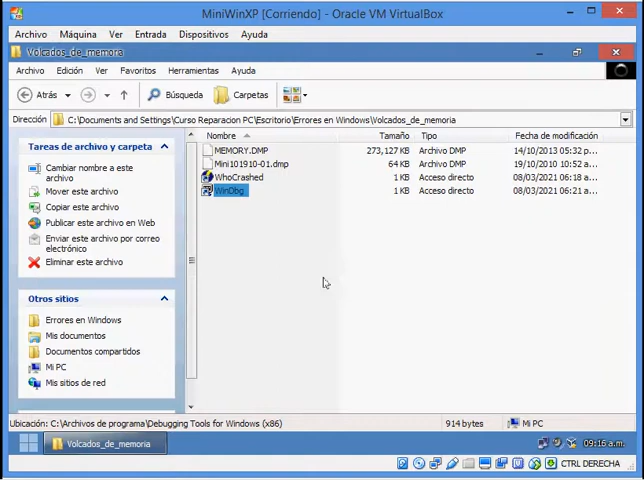 MiniWinXP [Corriendo] - Oracle VM VirtualBox
Archivo Máquina Ver Entrada Dispositivos Ayuda
Volcados_de_memoria
Archivo Edición Ver Favoritos Herramientas Ayuda
Atrás Búsqueda Carpetas
Dirección C:\Documents and Settings\Curso Reparacion PC\Escritorio\Errores en Windows\Volcados_de_memoria
Tareas de archivo y carpeta
Cambiar nombre a este
archivo
Mover este archivo
Copiar este archivo
Publicar este archivo en Web
Enviar este archivo por correo
electrónico
Eliminar este archivo
Otros sitios
Errores en Windows
Mis documentos
Documentos compartidos
Mi PC
Mis sitios de red
Nombre Tamaño Tipo Fecha de modificación
MEMORY.DMP 273,127 KB Archivo DMP 14/10/2013 05:32 p...
Mini101910-01.dmp 64 KB Archivo DMP 19/10/2010 10:52 a...
WhoCrashed 1 KB Acceso directo 08/03/2021 06:18 a...
WinDbg 1 KB Acceso directo 08/03/2021 06:21 a...
Ubicación: C:\Archivos de programa\Debugging Tools for Windows (x86) 914 bytes Mi PC
Volcados_de_memoria 09:16 a.m.
CTRL DERECHA